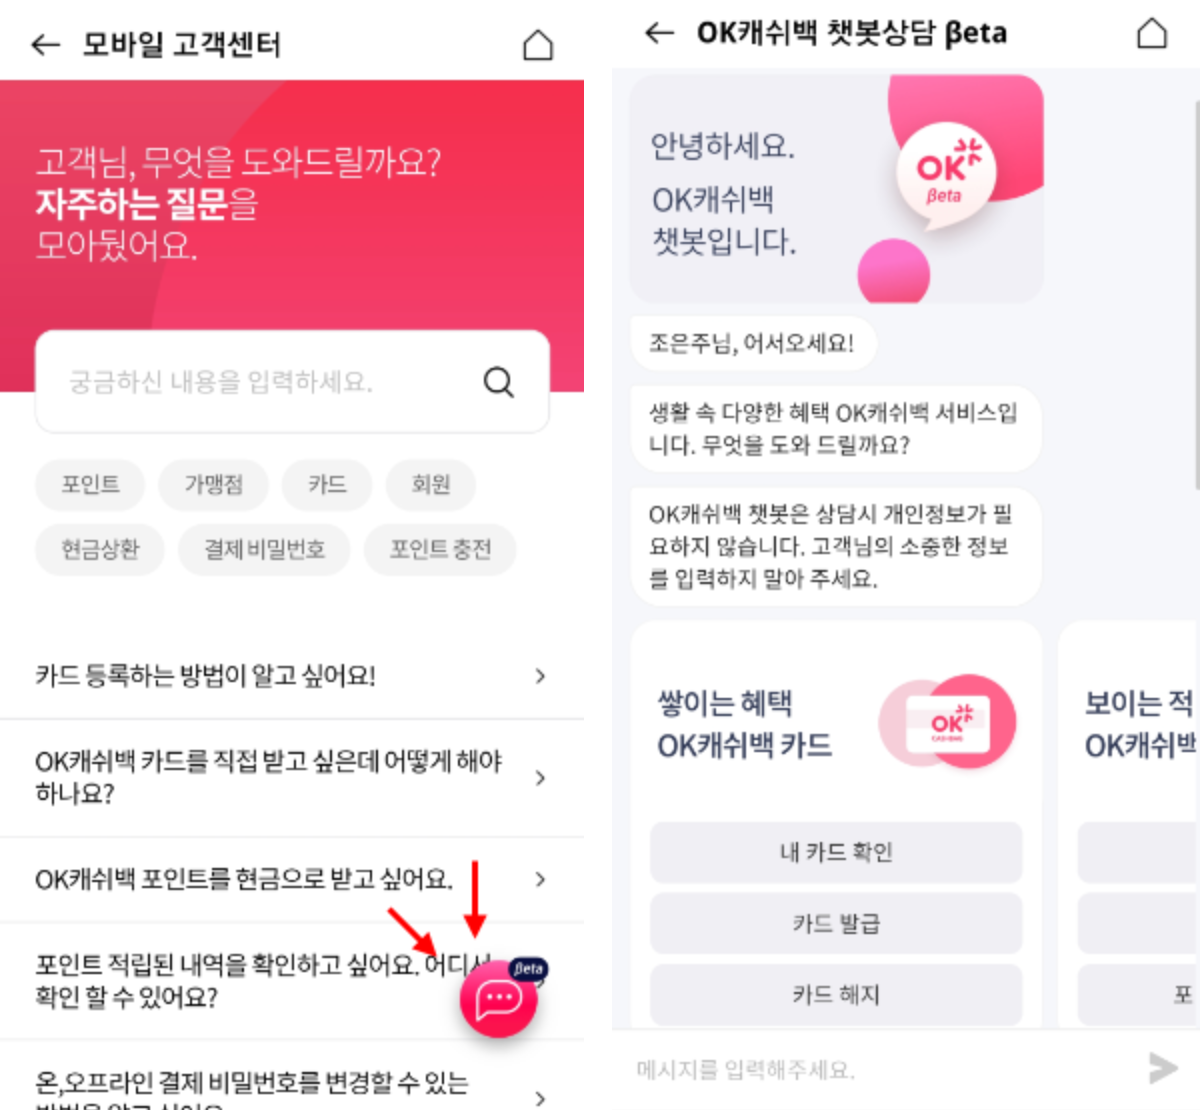 모바일 고객센터
고객님, 무엇을 도와드릴까요?
자주하는 질문을
모아뒀어요.
궁금하신 내용을 입력하세요.
포인트 가맹점 카드 회원
현금상환 결제 비밀번호 포인트 충전
카드 등록하는 방법이 알고 싶어요!
OK캐쉬백 카드를 직접 받고 싶은데 어떻게 해야
하나요?
OK캐쉬백 포인트를 현금으로 받고 싶어요.
포인트 적립된 내역을 확인하고 싶어요. 어디서
확인 할 수 있어요?
βeta
온,오프라인 결제 비밀번호를 변경할 수 있는
OK캐쉬백 챗봇상담 βeta
안녕하세요.
OK캐쉬백
챗봇입니다.
OK
βeta
조은주님, 어서오세요!
생활 속 다양한 혜택 OK캐쉬백 서비스입
니다. 무엇을 도와 드릴까요?
OK캐쉬백 챗봇은 상담시 개인정보가 필
요하지 않습니다. 고객님의 소중한 정보
를 입력하지 말아 주세요.
쌓이는 혜택
OK캐쉬백 카드
OK
내 카드 확인
카드 발급
카드 해지
보이는 적
OK캐쉬백
포
메시지를 입력해주세요.